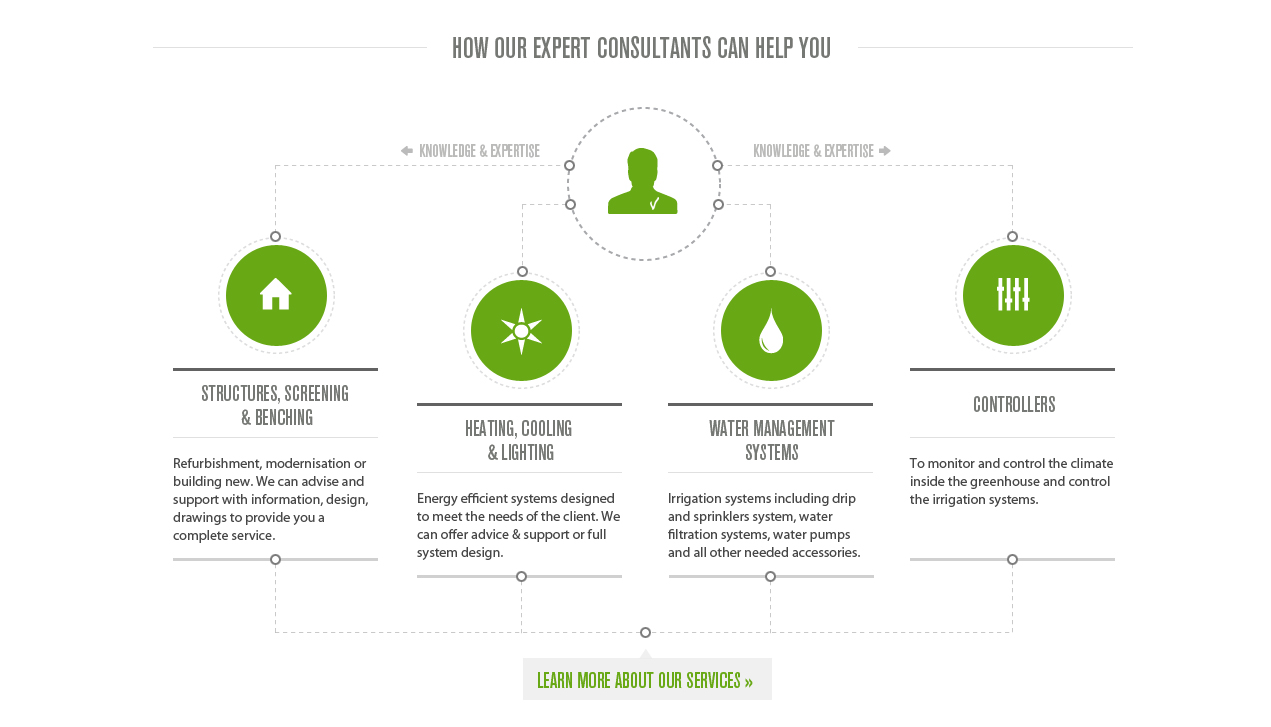 HOW OUR EXPERT CONSULTANTS CAN HELP YOU
KNOWLEDGE & EXPERTISE
KNOWLEDGE & EXPERTISE
STRUCTURES, SCREENING
& BENCHING
Refurbishment, modernisation or
building new. We can advise and
support with information, design,
drawings to provide you a
complete service.
HEATING, COOLING
& LIGHTING
Energy efficient systems designed
to meet the needs of the client. We
can offer advice & support or full
system design.
WATER MANAGEMENT
SYSTEMS
Irrigation systems including drip
and sprinklers system, water
filtration systems, water pumps
and all other needed accessories.
CONTROLLERS
To monitor and control the climate
inside the greenhouse and control
the irrigation systems.
LEARN MORE ABOUT OUR SERVICES »